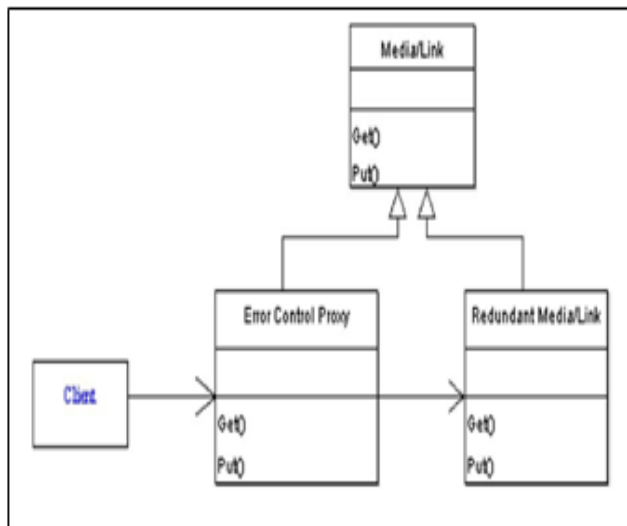 Media/Link
Get()
Put()
Error Control Proxy
Get()
Put()
Redundant Media/Link
Get()
Put()
Client